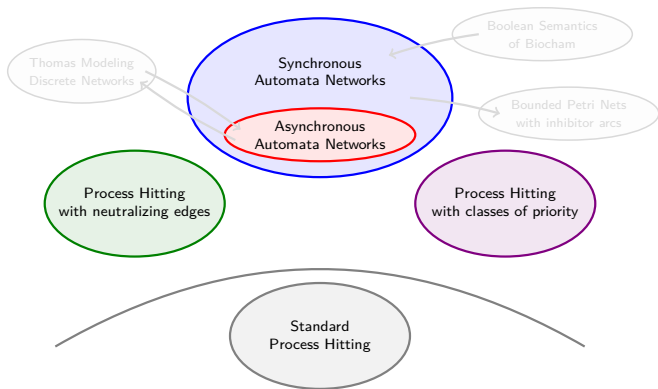 Boolean Semantics
of Biocham
Thomas Modeling
Discrete Networks
Synchronous
Automata Networks
Bounded Petri Nets
with inhibitor arcs
Asynchronous
Automata Networks
Process Hitting
with neutralizing edges
Process Hitting
with classes of priority
Standard
Process Hitting